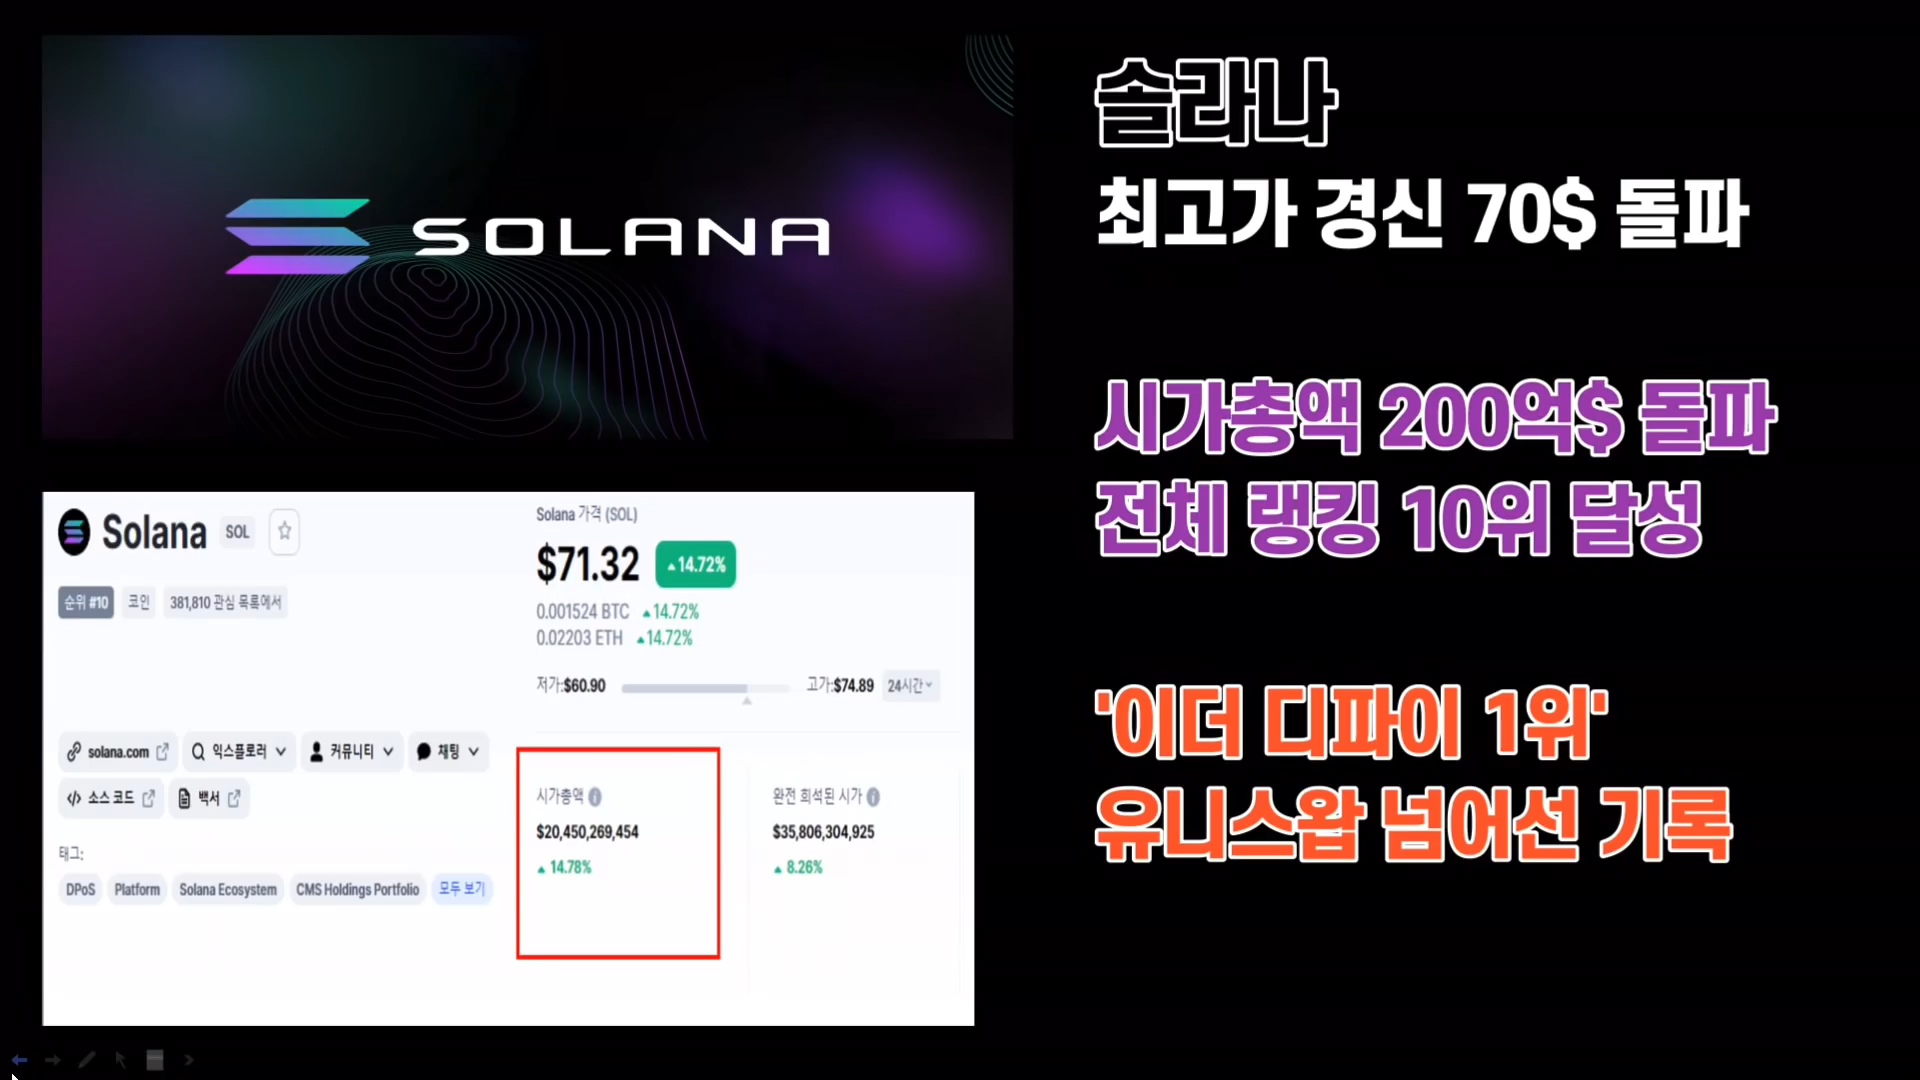 SOLANA
솔라나
최고가 경신 70$ 돌파
시가총액 200억$ 돌파
전체 랭킹 10위 달성
'이더 디파이 1위'
유니스왑 넘어선 기록
Solana SOL
순위 #10 코인 381,810 관심 목록에서
solana.com 익스플로러 커뮤니티 채팅
소스 코드 백서
태그:
DPoS Platform Solana Ecosystem CMS Holdings Portfolio 모두 보기
Solana 가격 (SOL)
$71.32 14.72%
0.001524 BTC 14.72%
0.02203 ETH 14.72%
저가:$60.90 고가:$74.89 24시간
시가총액
$20,450,269,454
14.78%
완전 희석된 시가
$35,806,304,925
8.26%